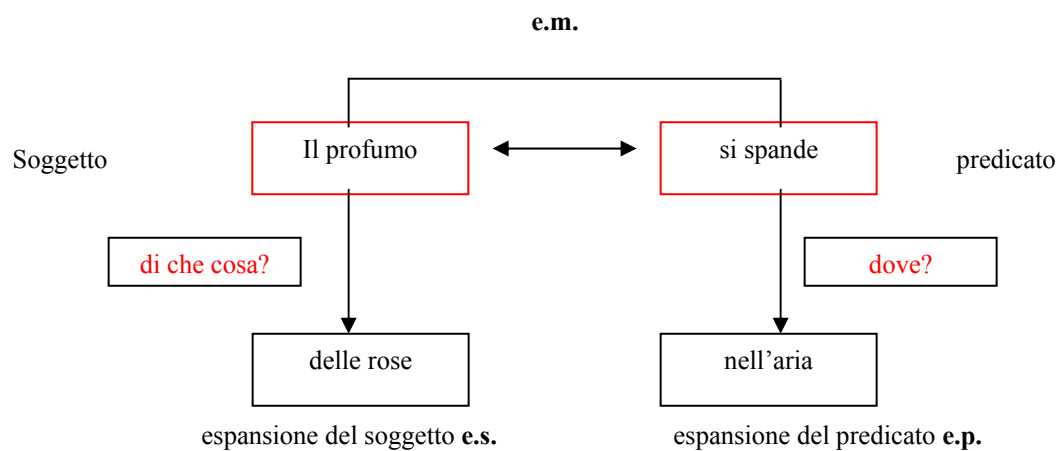 e.m.
Soggetto Il profumo si spande predicato
di che cosa? dove?
delle rose nell’aria
espansione del soggetto e.s. espansione del predicato e.p.